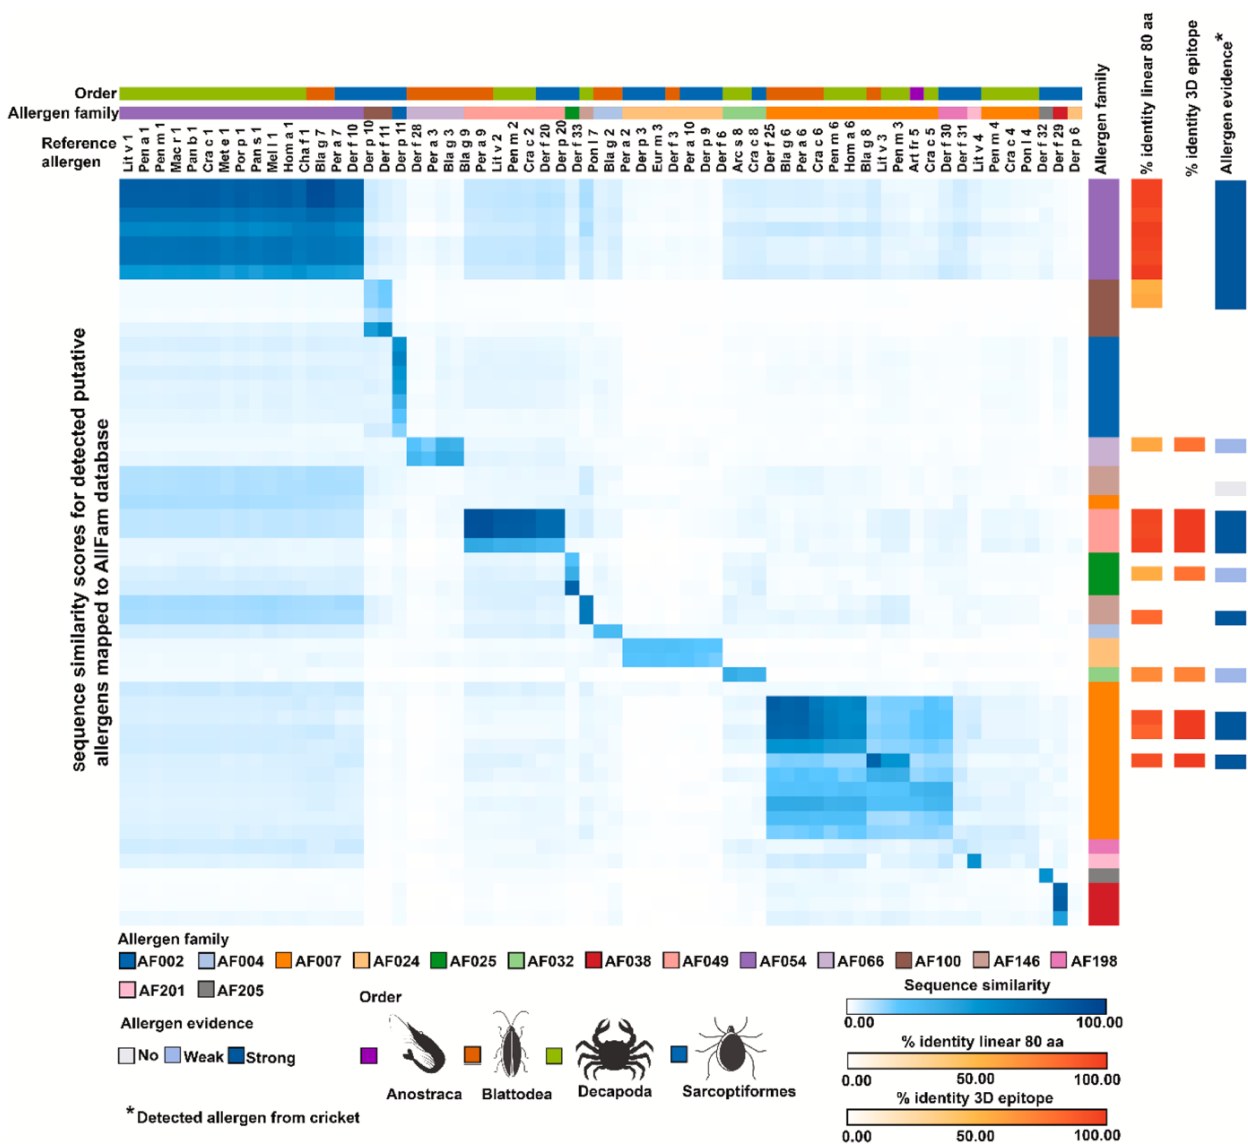 Order
Allergen family
Reference
allergen
Lit v 1
Pen a 1
Pen m 1
Mac r 1
Pan b 1
Cra c 1
Met e 1
Por p 1
Pan s 1
Mel l 1
Hom a 1
Cha f 1
Bla g 7
Per a 7
Der f 10
Der p 10
Der f 11
Der p 11
Der f 28
Per a 3
Bla g 3
Bla g 9
Per a 9
Lit v 2
Pen m 2
Cra c 2
Der f 20
Der p 20
Der f 33
Pon l 7
Bla g 2
Per a 2
Der p 3
Eur m 3
Der f 3
Per a 10
Der p 9
Der f 6
Arc s 8
Cra c 8
Der f 25
Bla g 6
Per a 6
Cra c 6
Pen m 6
Hom a 6
Bla g 8
Lit v 3
Pen m 3
Art fr 5
Cra c 5
Der f 30
Der f 31
Lit v 4
Pen m 4
Cra c 4
Pon l 4
Der f 32
Der f 29
Der p 6
Allergen family
% identity linear 80 aa
% identity 3D epitope
Allergen evidence*
sequence similarity scores for detected putative
allergens mapped to AllFam database
Allergen family
AF002 AF004 AF007 AF024 AF025 AF032 AF038 AF049 AF054 AF066 AF100 AF146 AF198
AF201 AF205
Order
Allergen evidence
No Weak Strong
Anostraca Blattodea Decapoda Sarcoptiformes
* Detected allergen from cricket
Sequence similarity
0.00 100.00
% identity linear 80 aa
0.00 50.00 100.00
% identity 3D epitope
0.00 50.00 100.00